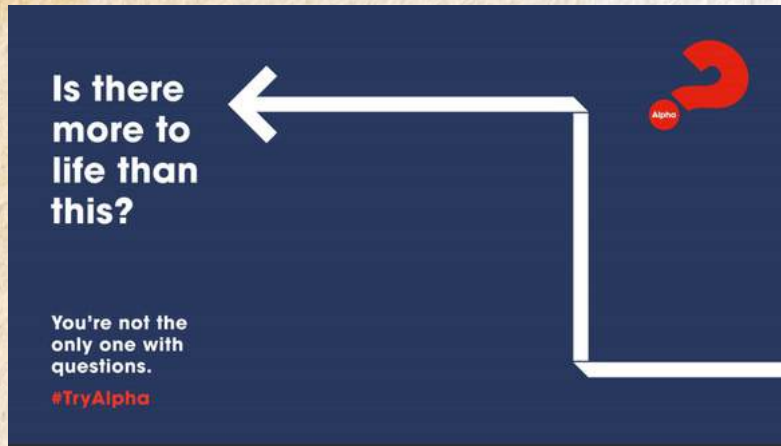 Is there
more to
life than
this?
Alpha
You're not the
only one with
questions.
#TryAlpha